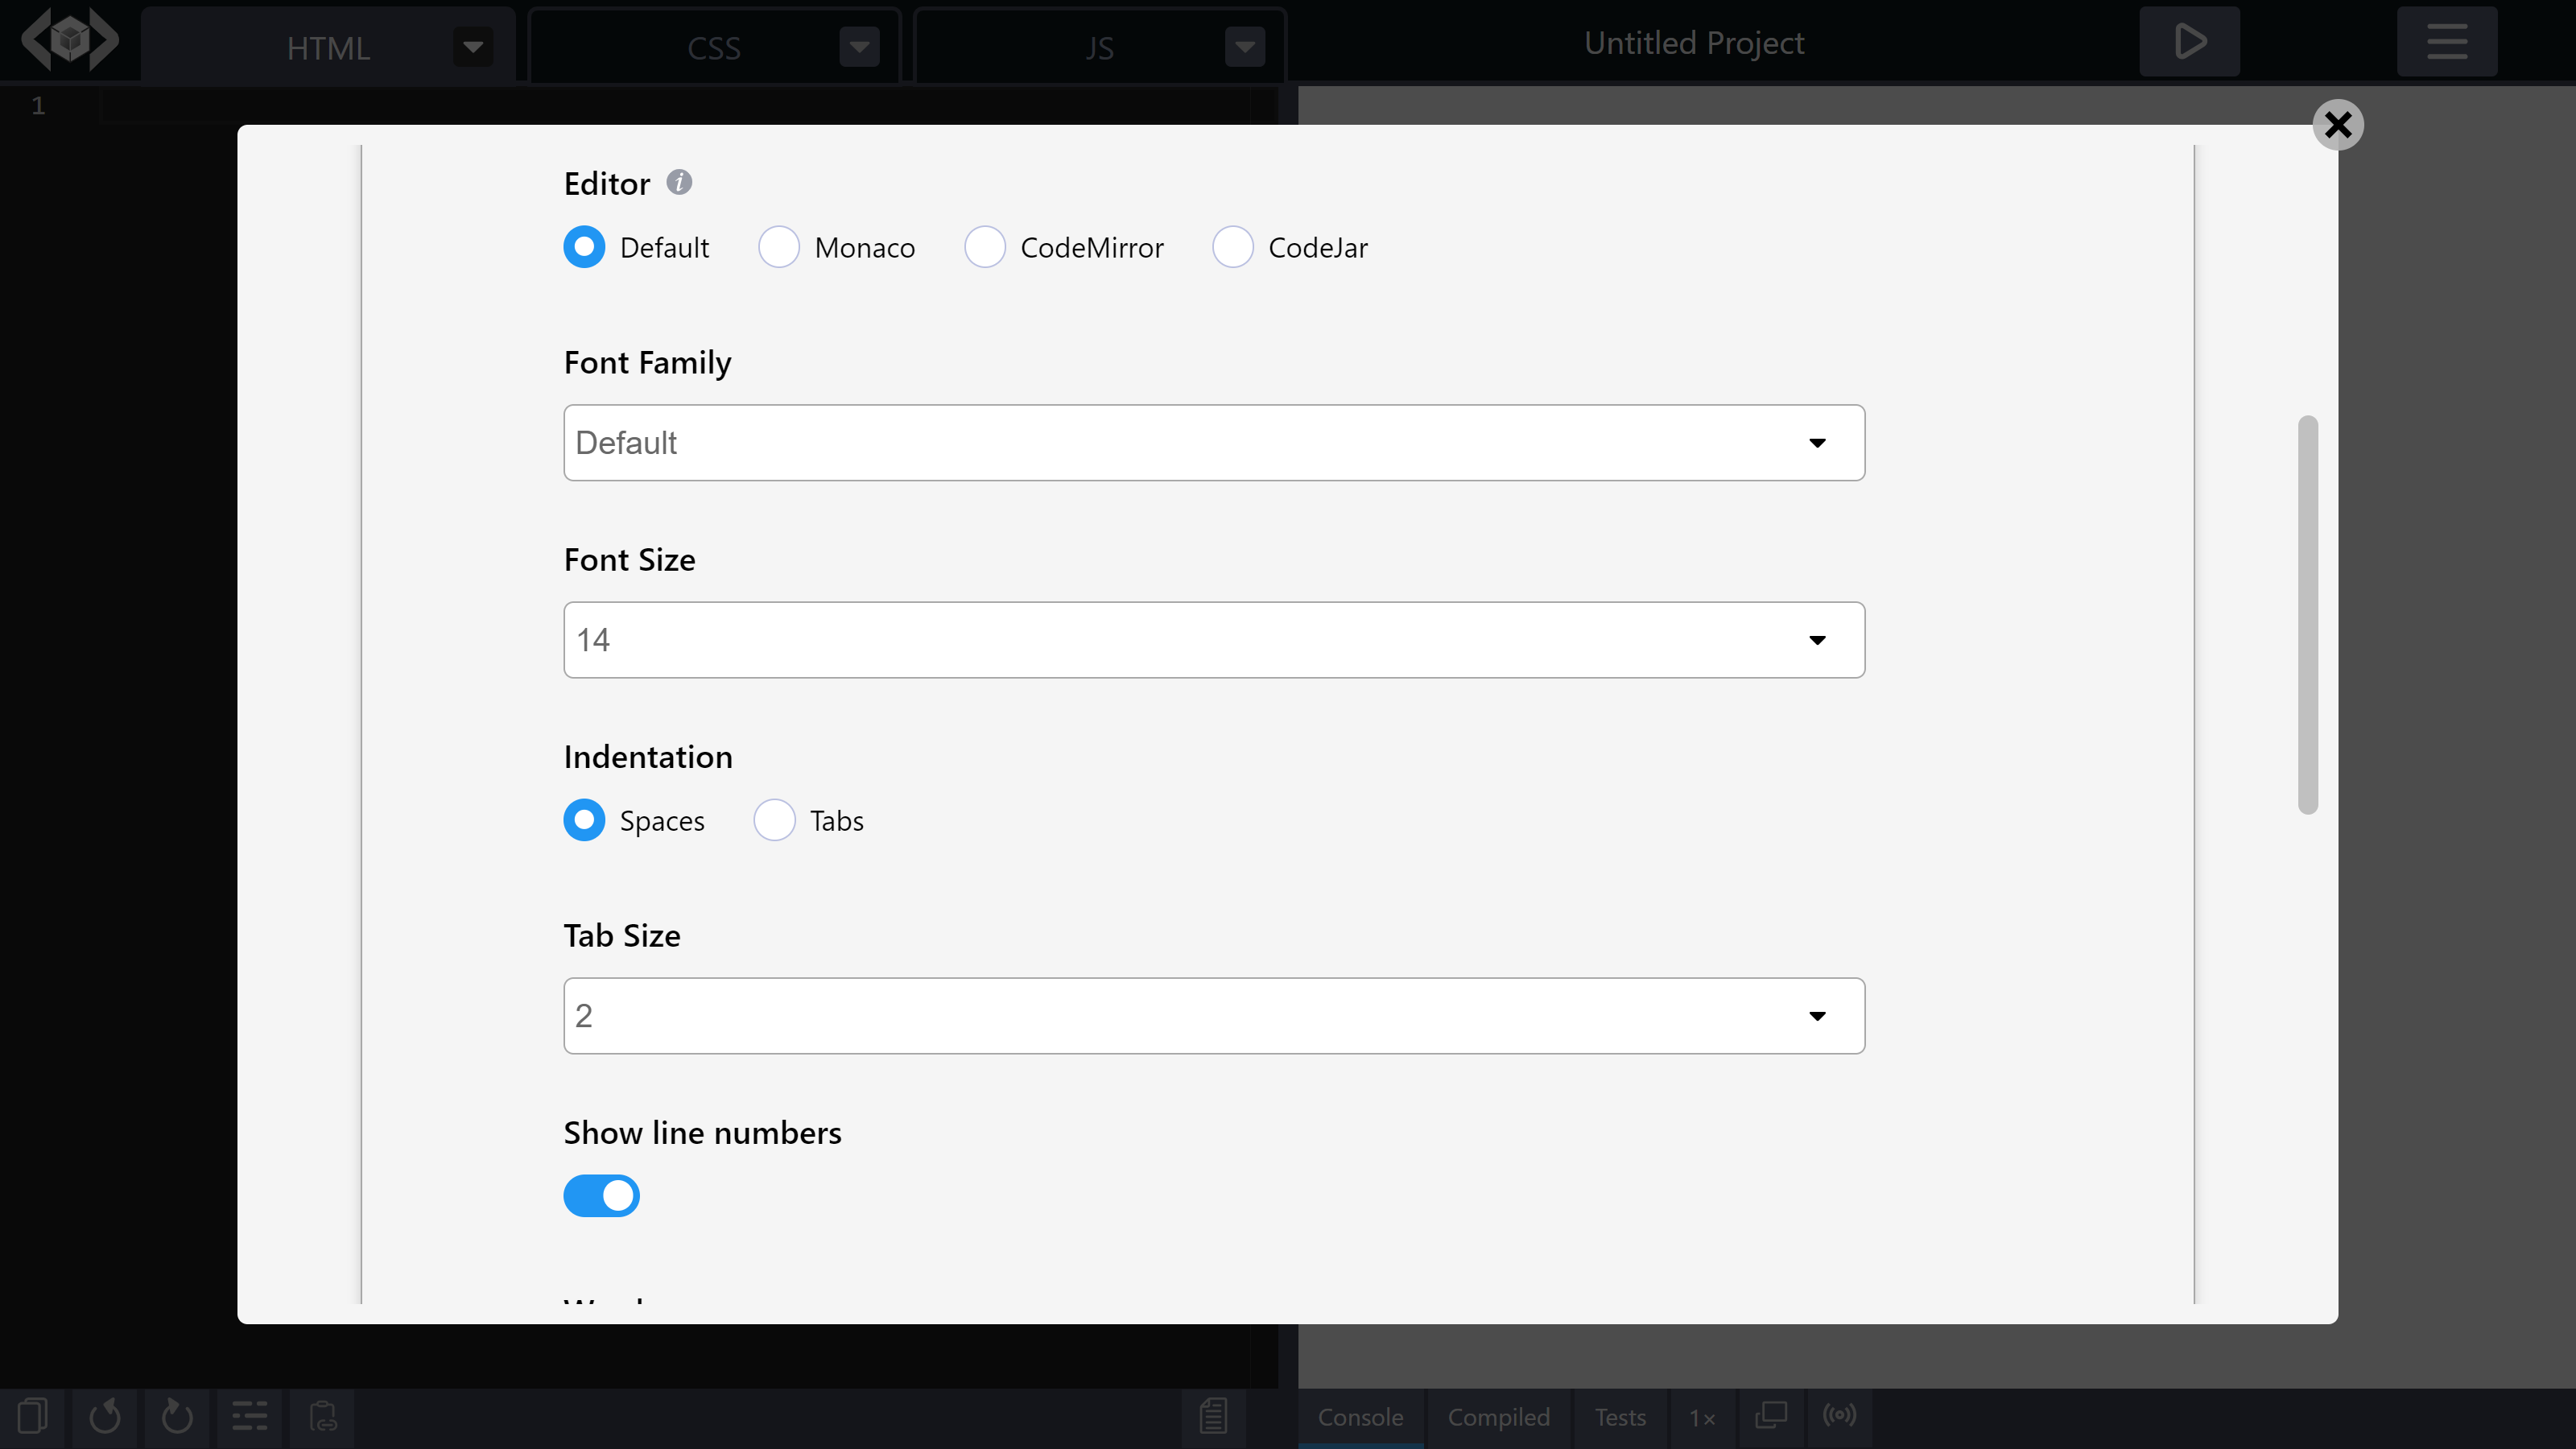 HTML
CSS
JS
Untitled Project
1
Editor
Default
Monaco
CodeMirror
CodeJar
Font Family
Default
Font Size
14
Indentation
Spaces
Tabs
Tab Size
2
Show line numbers
Console
Compiled
Tests
1×